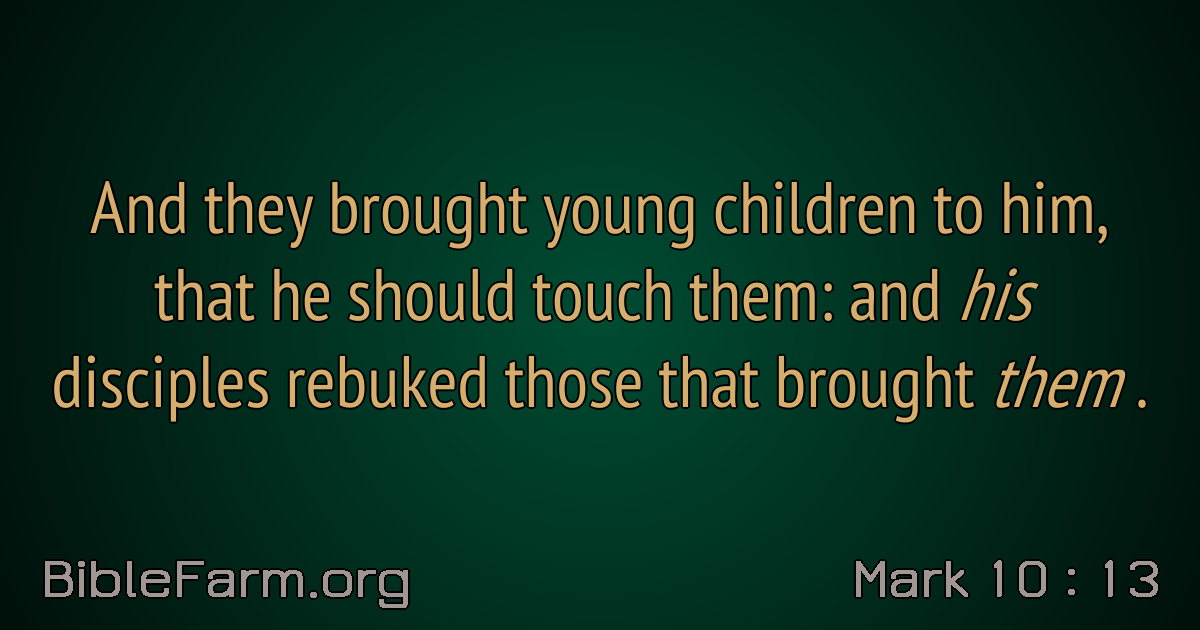 And they brought young children to him,
that he should touch them: and his
disciples rebuked those that brought them .
BibleFarm.org
Mark 10 : 13